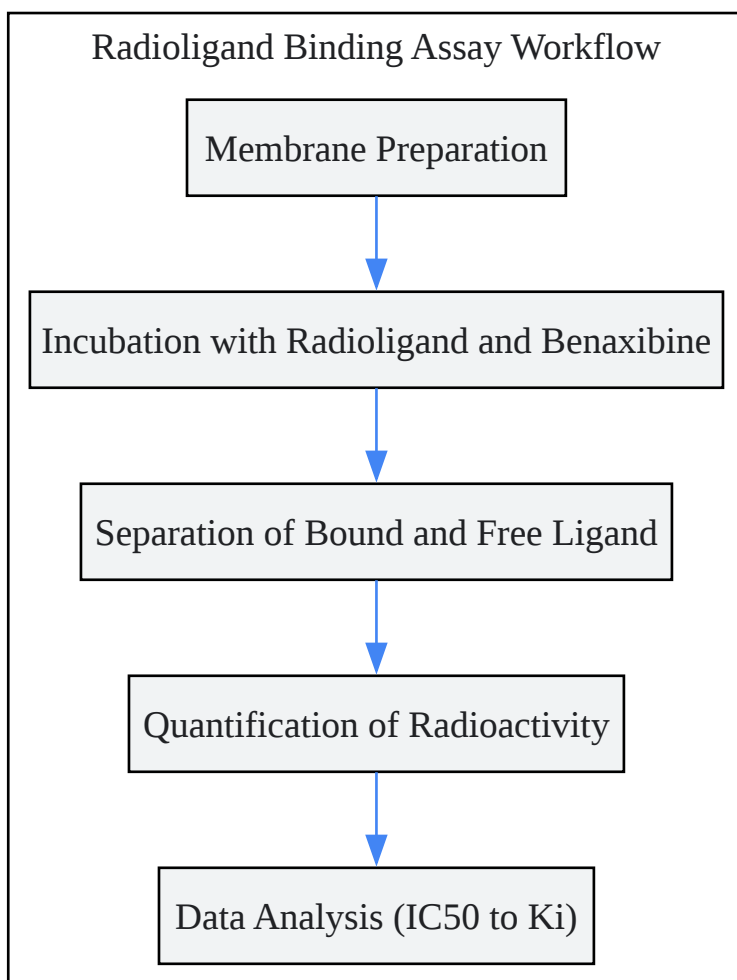 Radioligand Binding Assay Workflow
Membrane Preparation
Incubation with Radioligand and Benaxibine
Separation of Bound and Free Ligand
Quantification of Radioactivity
Data Analysis (IC50 to Ki)